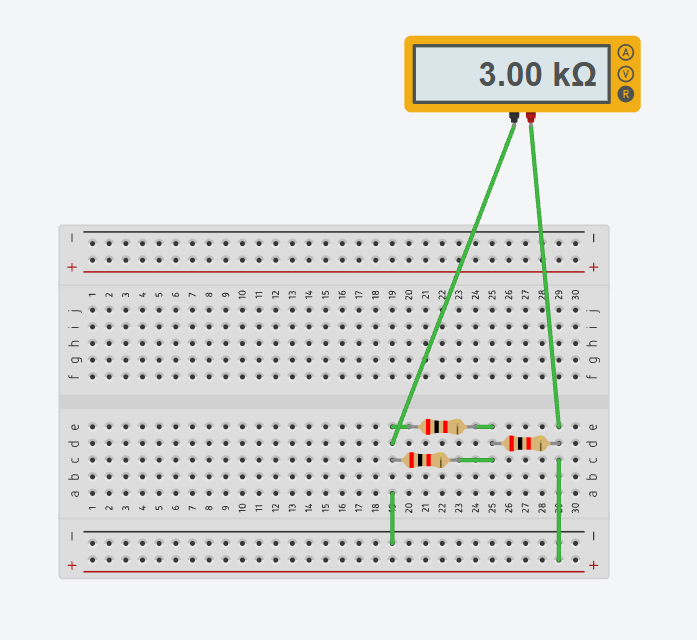 3.00 kΩ
A
V
R
− −
+ +
1 2 3 4 5 6 7 8 9 10 11 12 13 14 15 16 17 18 19 20 21 22 23 24 25 26 27 28 29 30
j j
i i
h h
g g
f f
e e
d d
c c
b b
a a
1 2 3 4 5 6 7 8 9 10 11 12 13 14 15 16 17 18 19 20 21 22 23 24 25 26 27 28 29 30
− −
+ +